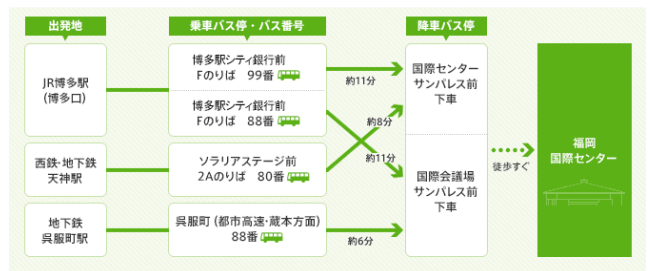 出発地
乗車バス停・バス番号
降車バス停
JR博多駅
(博多口)
博多駅シティ銀行前
Fのりば 99番
約11分
博多駅シティ銀行前
Fのりば 88番
約11分
西鉄・地下鉄
天神駅
ソラリアステージ前
2Aのりば 80番
約8分
地下鉄
呉服町駅
呉服町 (都市高速・蔵本方面)
88番
約6分
国際センター
サンパレス前
下車
国際会議場
サンパレス前
下車
徒歩すぐ
福岡
国際センター